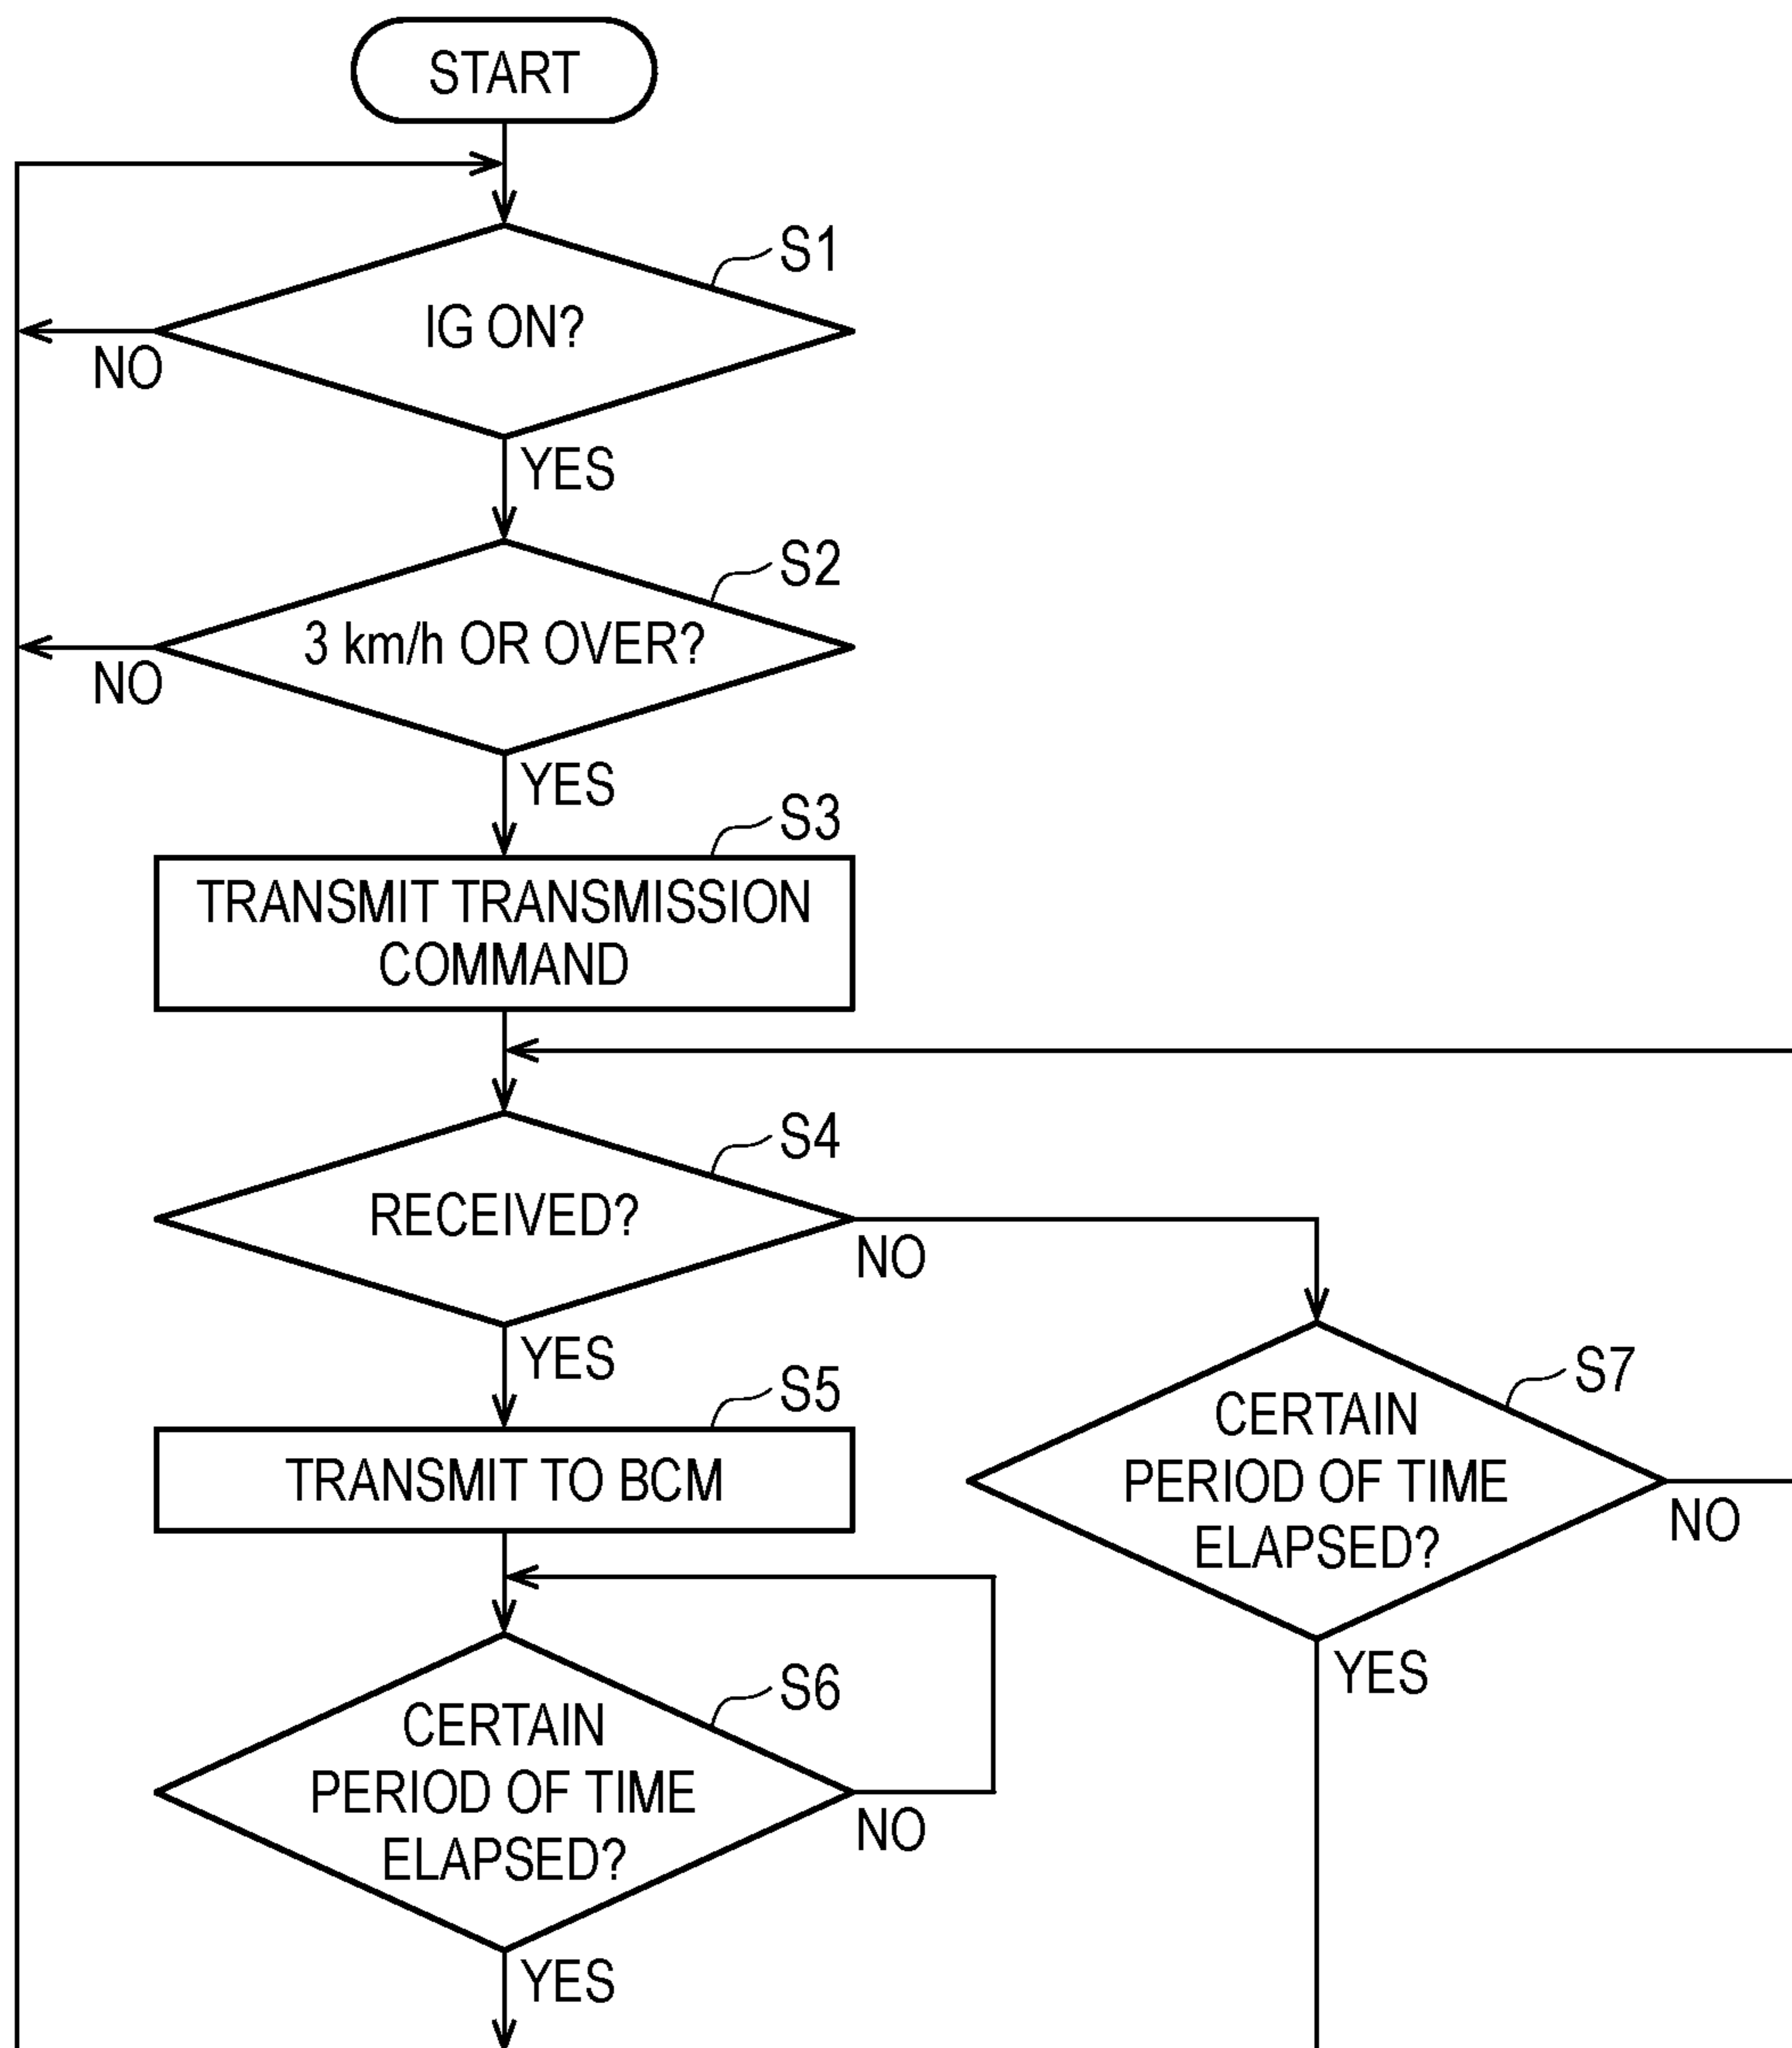 START
S1
IG ON?
NO
YES
S2
3 km/h OR OVER?
NO
YES
S3
TRANSMIT TRANSMISSION
COMMAND
S4
RECEIVED?
NO
YES
S5
TRANSMIT TO BCM
S7
CERTAIN
PERIOD OF TIME
ELAPSED?
NO
YES
S6
CERTAIN
PERIOD OF TIME
ELAPSED?
NO
YES